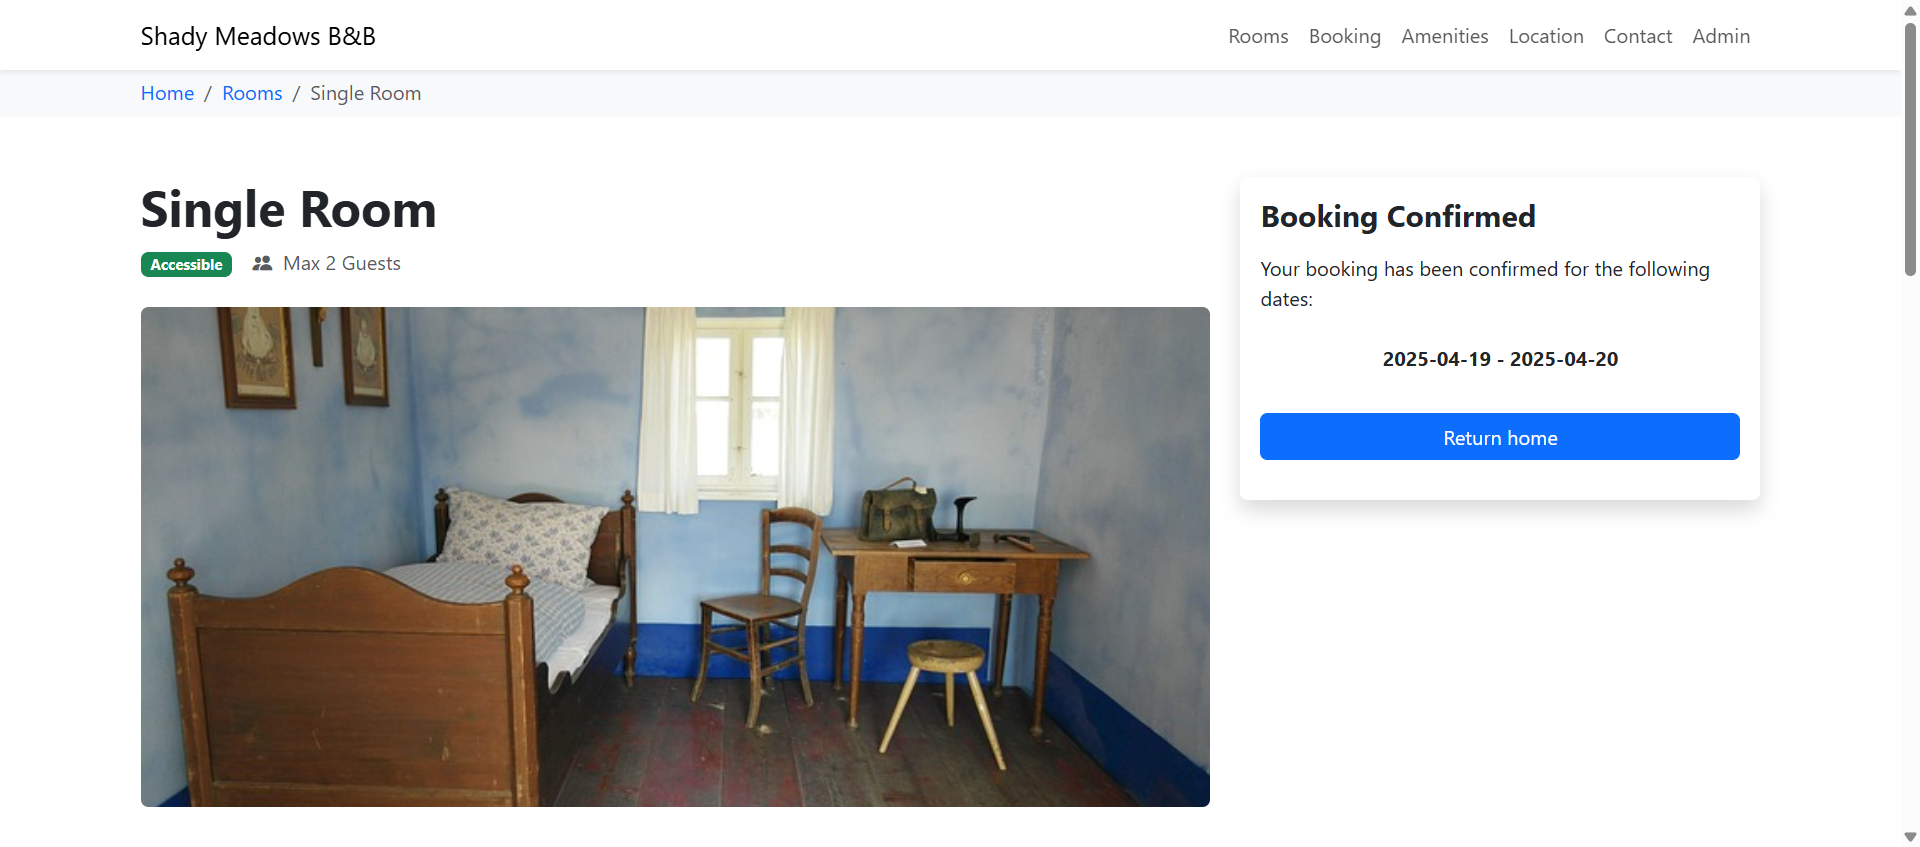 Shady Meadows B&B
Rooms Booking Amenities Location Contact Admin
Home / Rooms / Single Room
Single Room
Accessible Max 2 Guests
Booking Confirmed
Your booking has been confirmed for the following
dates:
2025-04-19 - 2025-04-20
Return home